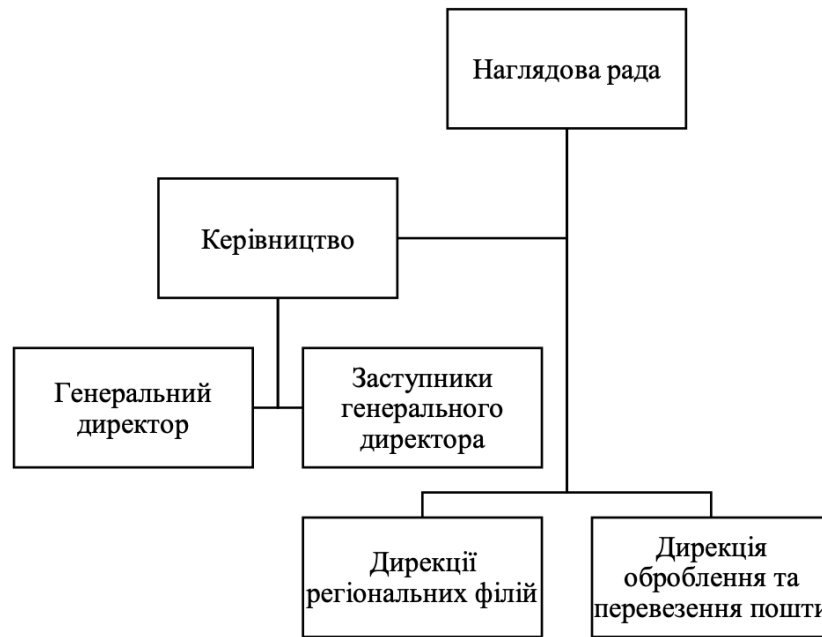 Наглядова рада
Керівництво
Генеральний
директор
Заступники
генерального
директора
Дирекції
регіональних філій
Дирекція
оброблення та
перевезення пошти